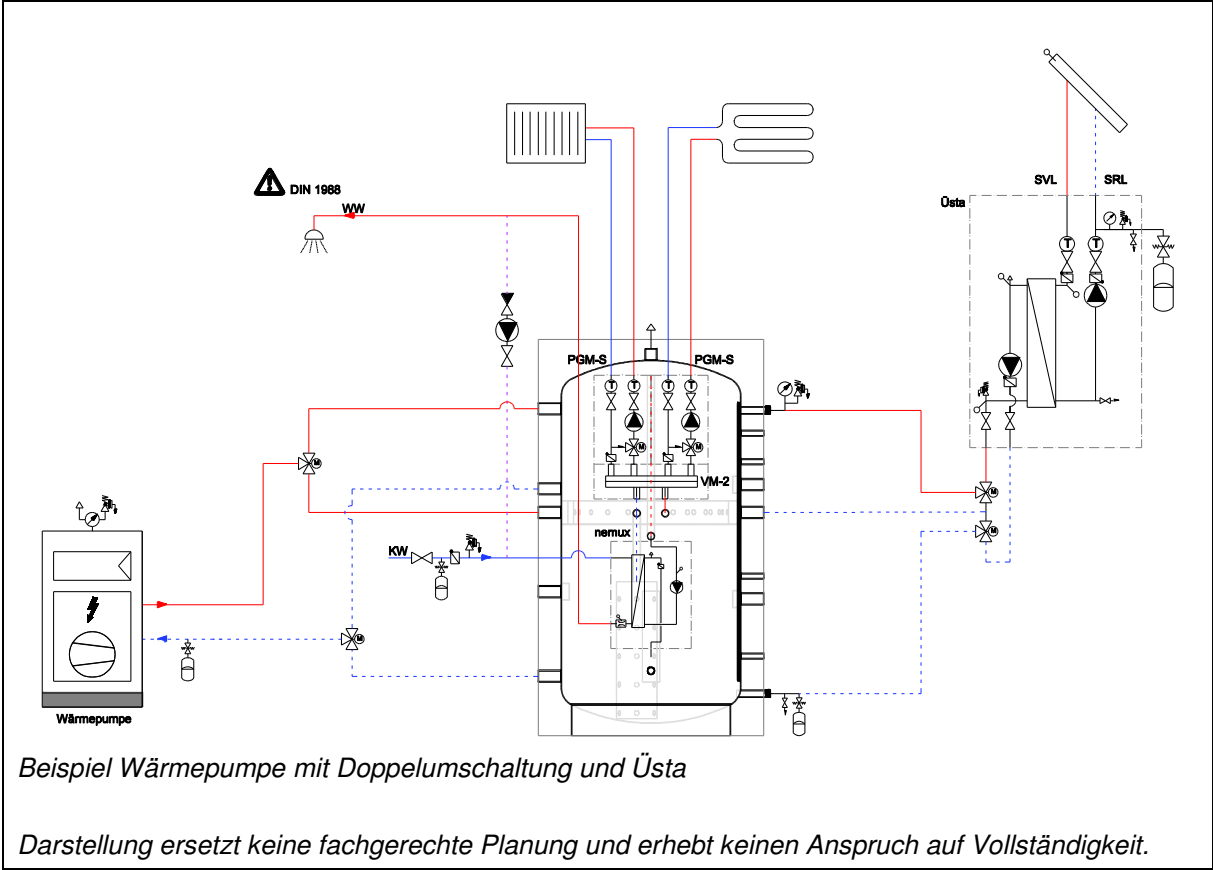 SVL
SRL
Üsta
DIN 1988
WW
T
T
PGM-S
PGM-S
T
T
T
T
M
M
M
VM-2
M
M
nemux
KW
M
M
Wärmepumpe
Beispiel Wärmepumpe mit Doppelumschaltung und Üsta
Darstellung ersetzt keine fachgerechte Planung und erhebt keinen Anspruch auf Vollständigkeit.